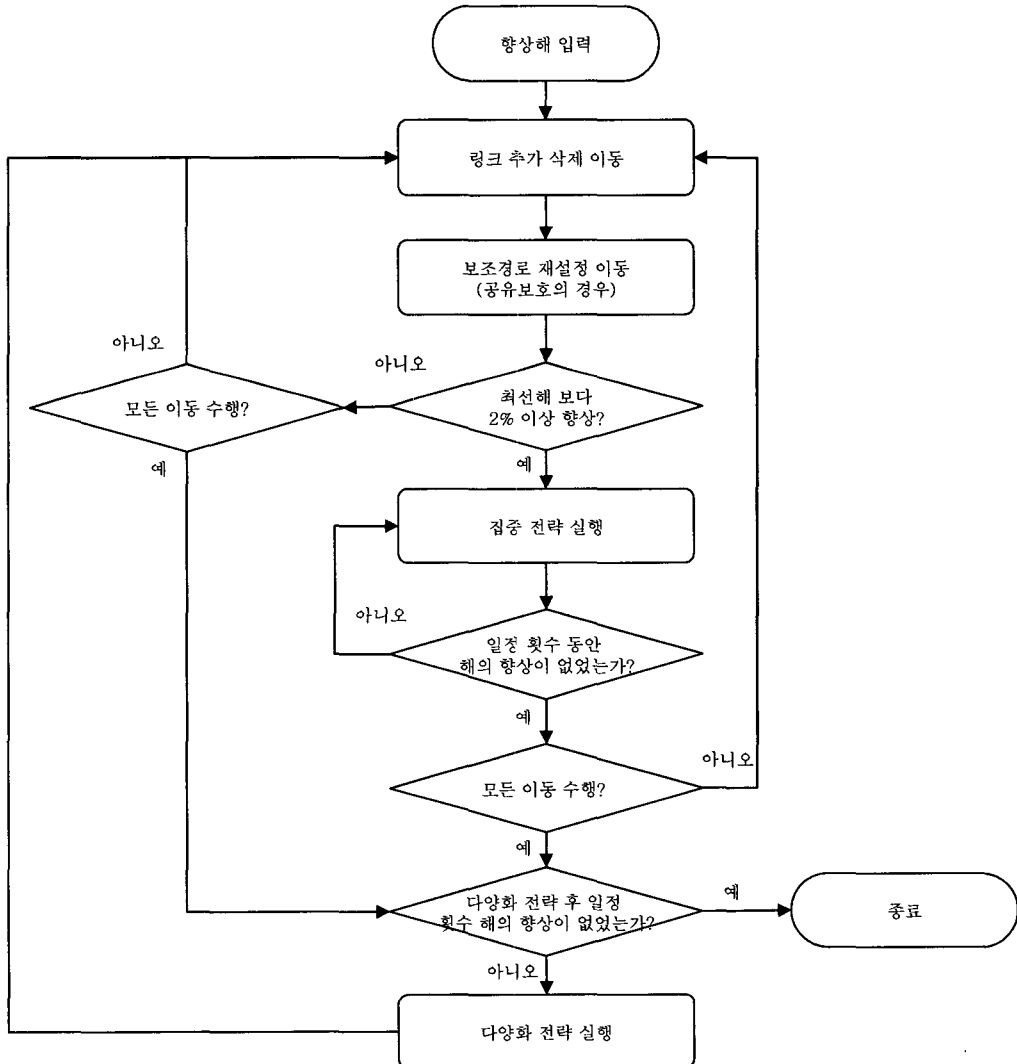 향상해 입력
링크 추가 삭제 이동
보조경로 재설정 이동
(공유보호의 경우)
아니오
아니오
모든 이동 수행?
최선해 보다
2% 이상 향상?
예
예
집중 전략 실행
아니오
일정 횟수 동안
해의 향상이 없었는가?
예
아니오
모든 이동 수행?
예
다양화 전략 후 일정
횟수 해의 향상이 없었는가?
예
종료
아니오
다양화 전략 실행